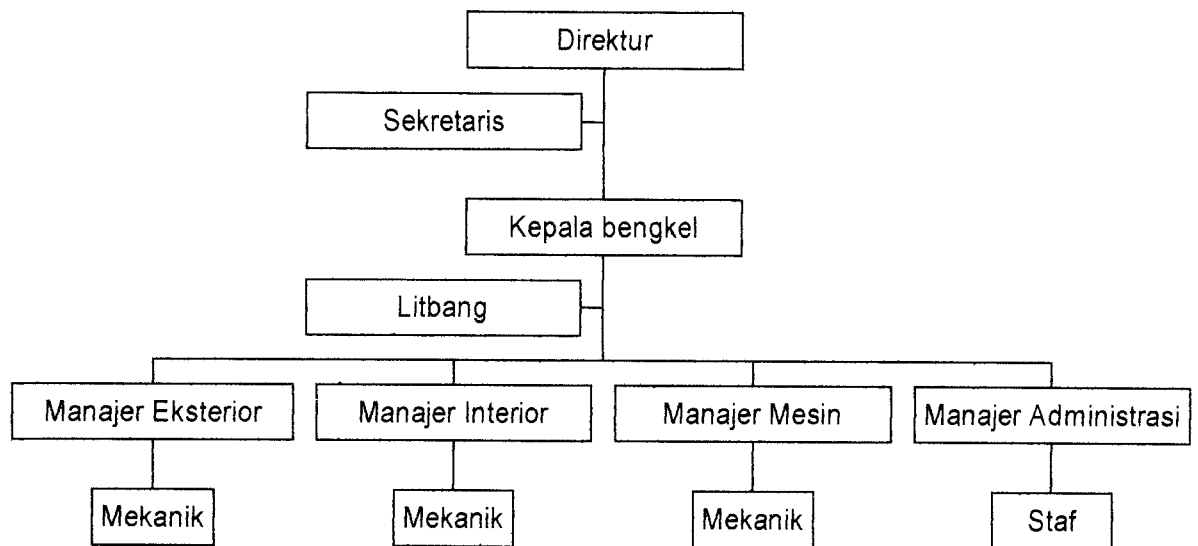 Direktur
Sekretaris
Kepala bengkel
Litbang
Manajer Eksterior
Manajer Interior
Manajer Mesin
Manajer Administrasi
Mekanik
Mekanik
Mekanik
Staf